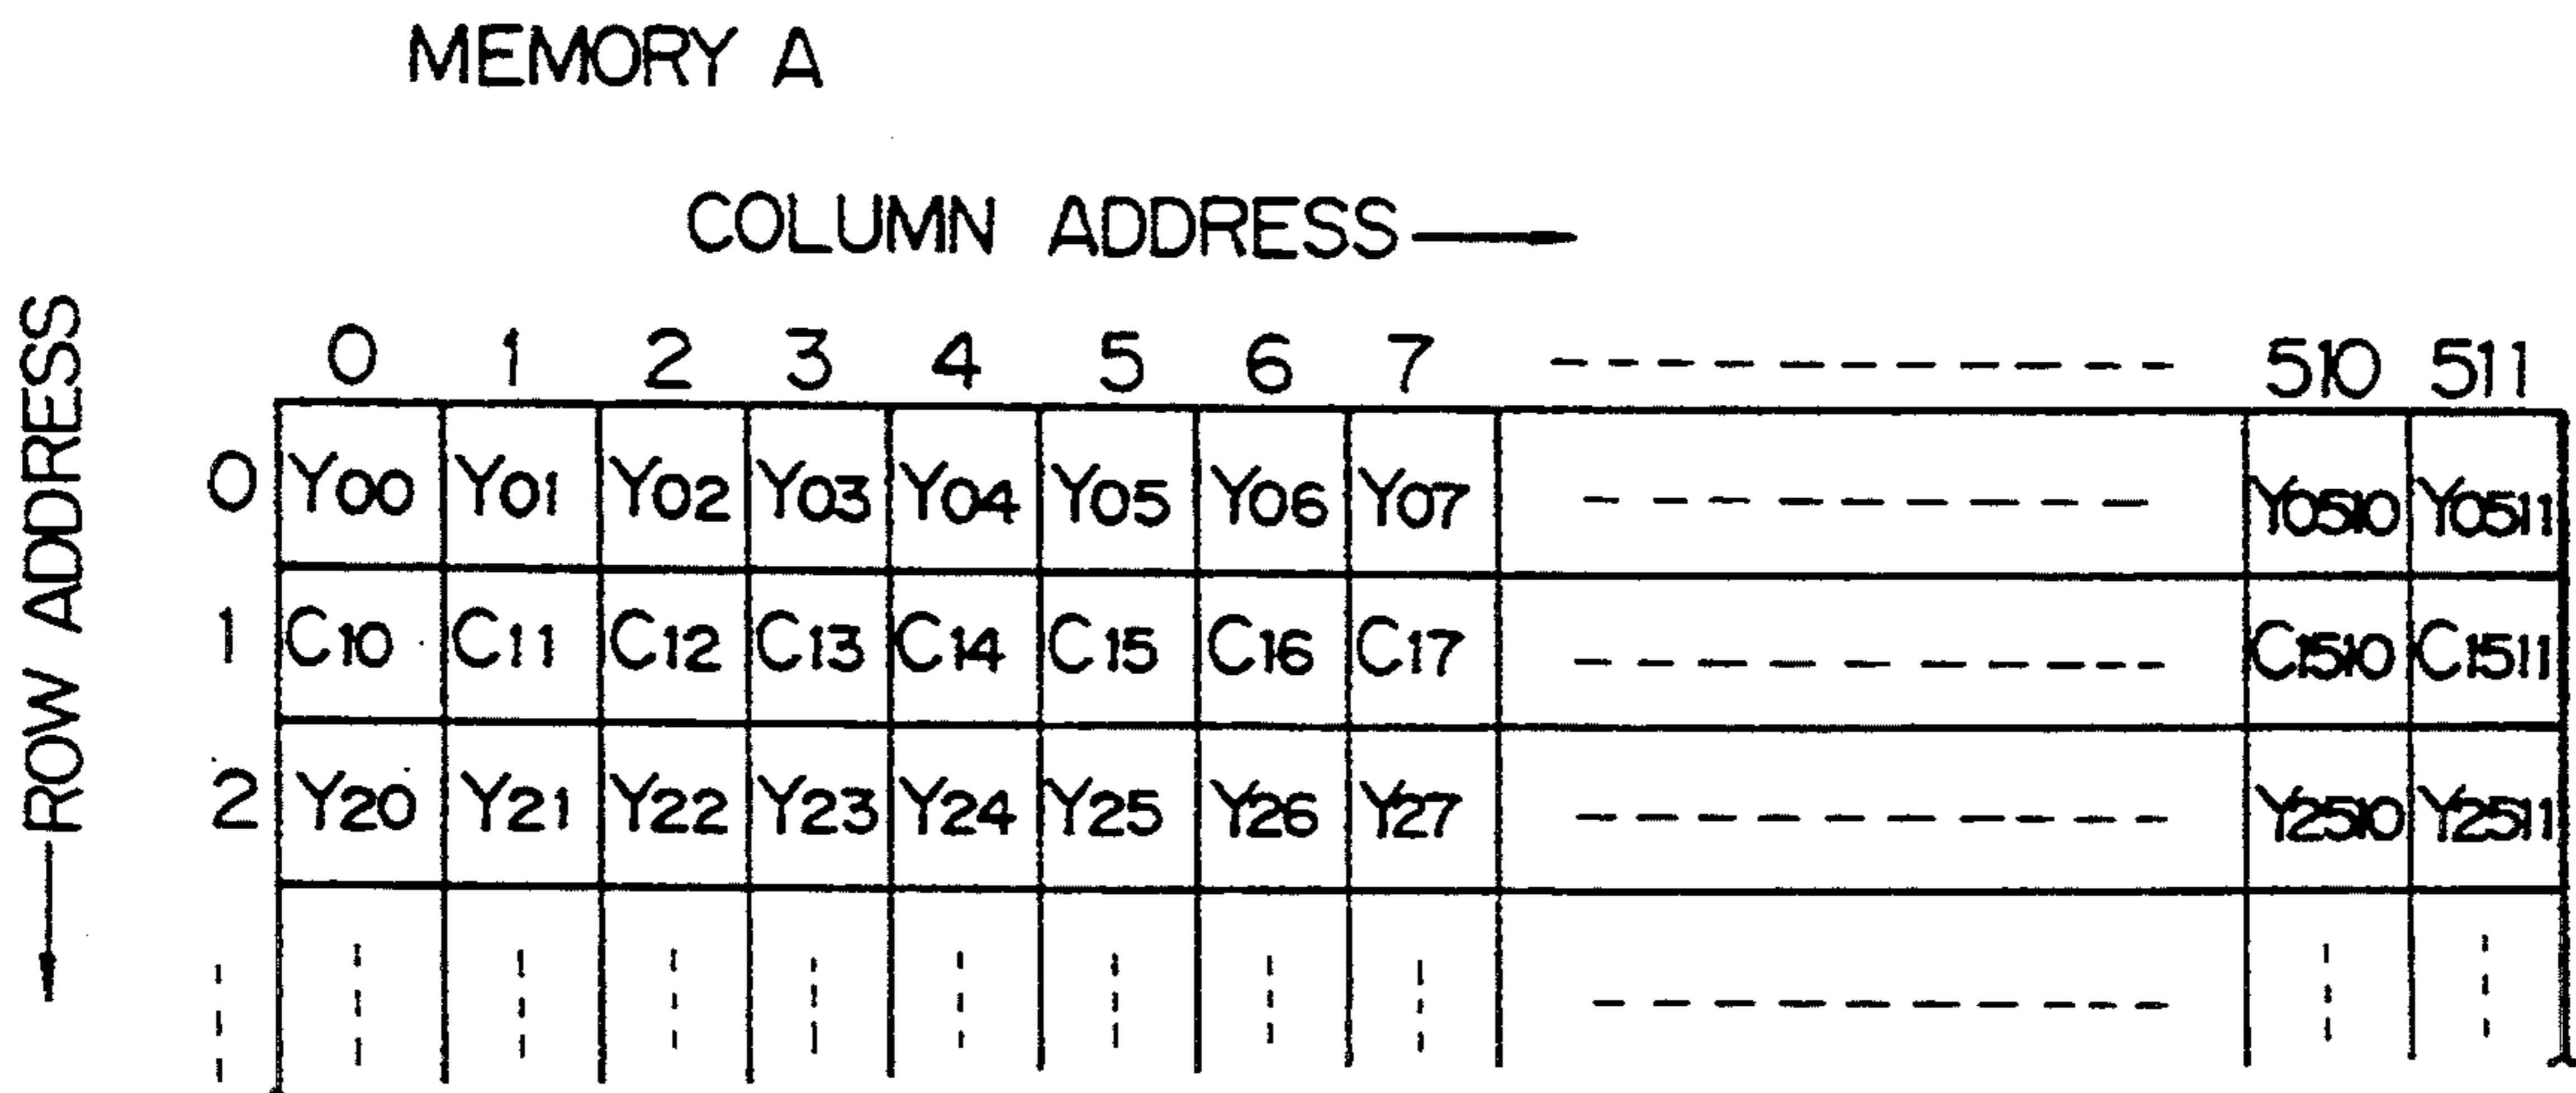 MEMORY A
COLUMN ADDRESS
ROW ADDRESS
0 1 2 3 4 5 6 7 510 511
0 Y00 Y01 Y02 Y03 Y04 Y05 Y06 Y07 Y0510 Y0511
1 C10 C11 C12 C13 C14 C15 C16 C17 C1510 C1511
2 Y20 Y21 Y22 Y23 Y24 Y25 Y26 Y27 Y2510 Y2511